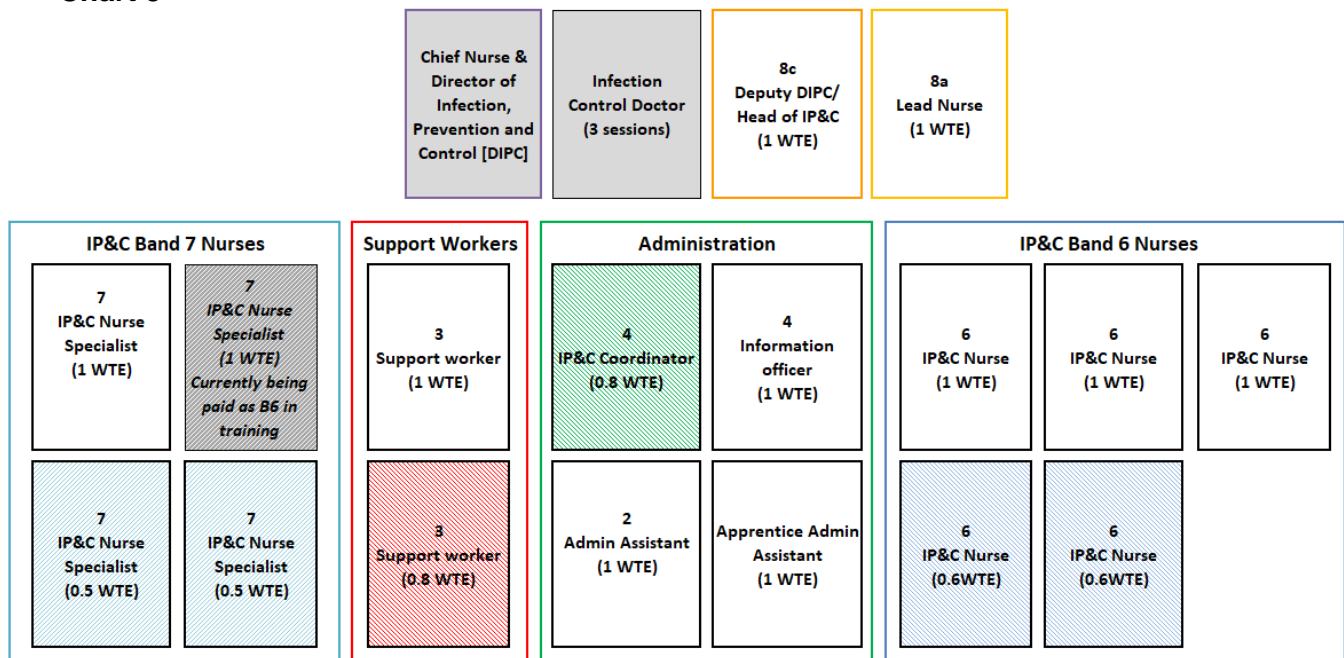 Chief Nurse &
Director of
Infection,
Prevention and
Control [DIPC]
Infection
Control Doctor
(3 sessions)
8c
Deputy DIPC/
Head of IP&C
(1 WTE)
8a
Lead Nurse
(1 WTE)
IP&C Band 7 Nurses
7
IP&C Nurse
Specialist
(1 WTE)
7
IP&C Nurse
Specialist
(1 WTE)
Currently being
paid as B6 in
training
7
IP&C Nurse
Specialist
(0.5 WTE)
7
IP&C Nurse
Specialist
(0.5 WTE)
Support Workers
3
Support worker
(1 WTE)
3
Support worker
(0.8 WTE)
Administration
4
IP&C Coordinator
(0.8 WTE)
4
Information
officer
(1 WTE)
2
Admin Assistant
(1 WTE)
Apprentice Admin
Assistant
(1 WTE)
IP&C Band 6 Nurses
6
IP&C Nurse
(1 WTE)
6
IP&C Nurse
(1 WTE)
6
IP&C Nurse
(1 WTE)
6
IP&C Nurse
(0.6WTE)
6
IP&C Nurse
(0.6WTE)